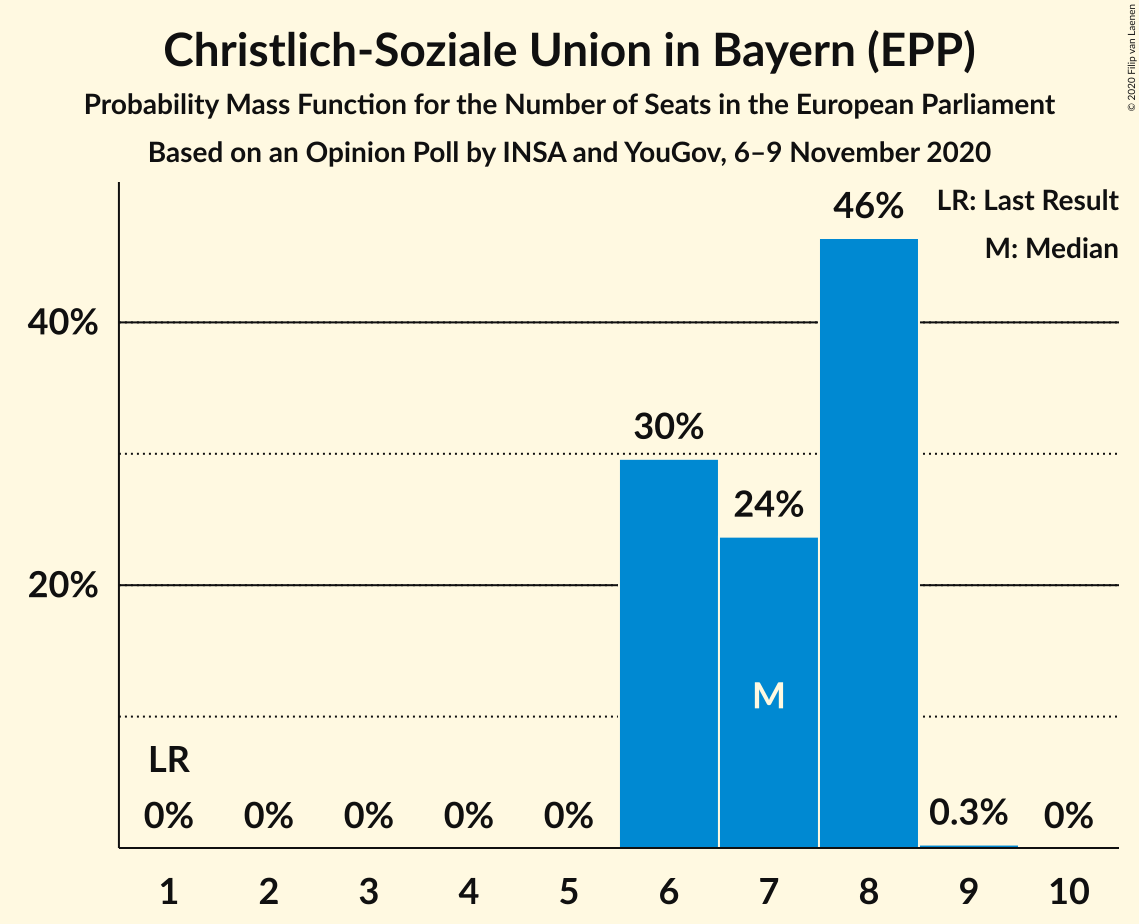 Christlich-Soziale Union in Bayern (EPP)
Probability Mass Function for the Number of Seats in the European Parliament
Based on an Opinion Poll by INSA and YouGov, 6–9 November 2020
© 2020 Filip van Laenen
LR: Last Result
M: Median
46%
40%
30%
24%
20%
M
LR
0% 0% 0% 0% 0% 0.3% 0%
1 2 3 4 5 6 7 8 9 10